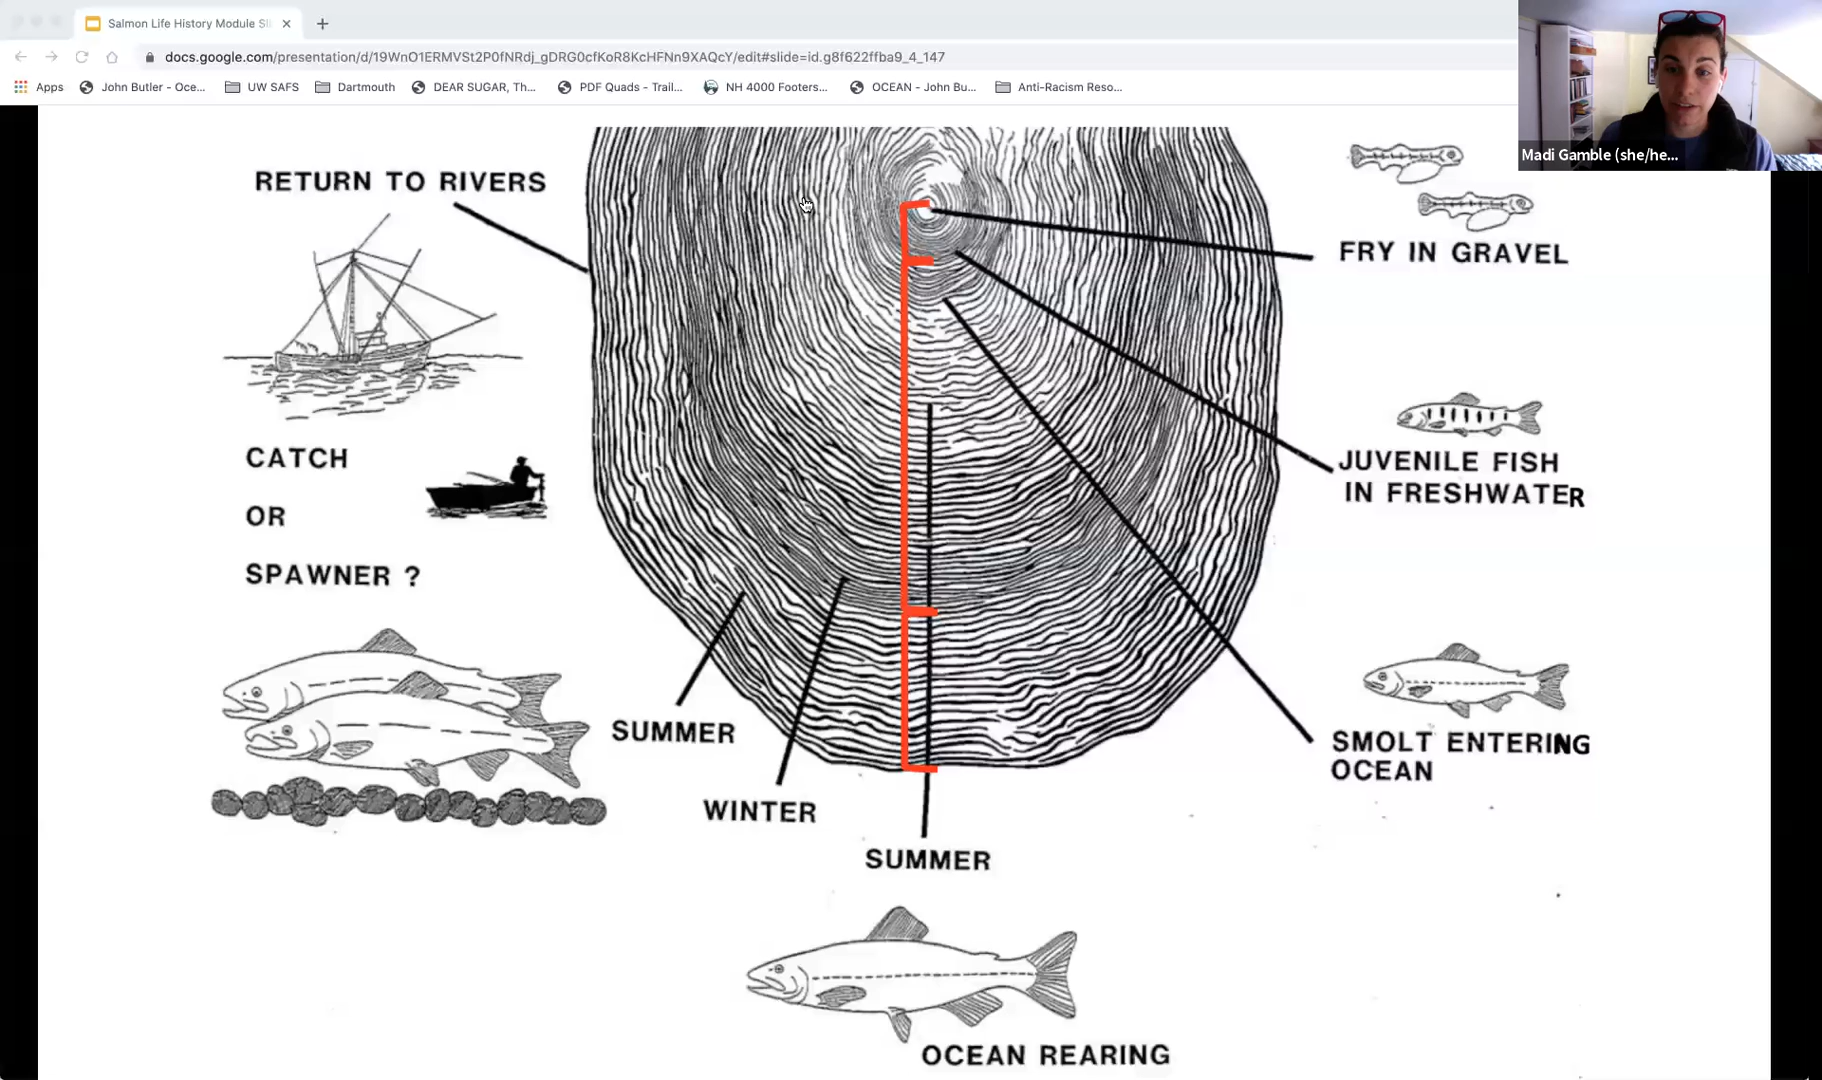 Salmon Life History Module Sli
docs.google.com/presentation/d/19WnO1ERMVSt2P0fNRdj_gDRG0cfKoR8KcHFNn9XAQcY/edit#slide=id.g8f622ffba9_4_147
Apps John Butler - Oce... UW SAFS Dartmouth DEAR SUGAR, Th... PDF Quads - Trail... NH 4000 Footers... OCEAN - John Bu... Anti-Racism Reso...
Madi Gamble (she/he...
RETURN TO RIVERS
FRY IN GRAVEL
CATCH
OR
SPAWNER ?
JUVENILE FISH
IN FRESHWATER
SUMMER
WINTER
SUMMER
SMOLT ENTERING
OCEAN
OCEAN REARING